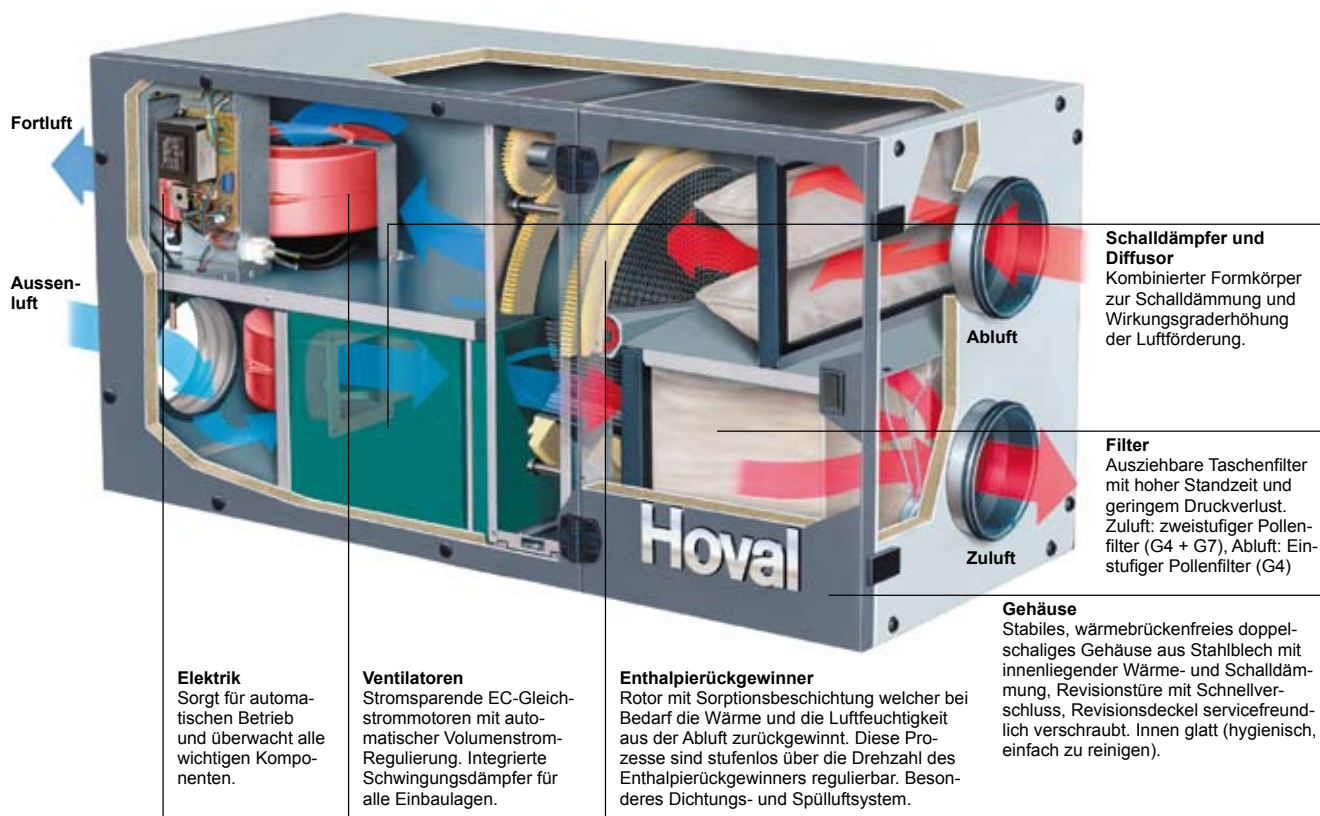 Fortluft
Aussen-
luft
Abluft
Zuluft
Hoval
Schalldämpfer und
Diffusor
Kombinierter Formkörper
zur Schalldämmung und
Wirkungsgraderhöhung
der Luftförderung.
Filter
Ausziehbare Taschenfilter
mit hoher Standzeit und
geringem Druckverlust.
Zuluft: zweistufiger Pollen-
filter (G4 + G7), Abluft: Ein-
stufiger Pollenfilter (G4)
Gehäuse
Stabiles, wärmebrückenfreies doppel-
schaliges Gehäuse aus Stahlblech mit
innenliegender Wärme- und Schalldäm-
mung, Revisionstüre mit Schnellver-
schluss, Revisionsdeckel servicefreund-
lich verschraubt. Innen glatt (hygienisch,
einfach zu reinigen).
Elektrik
Sorgt für automa-
tischen Betrieb
und überwacht alle
wichtigen Kompo-
nenten.
Ventilatoren
Stromsparende EC-Gleich-
strommotoren mit auto-
matischer Volumenstrom-
Regulierung. Integrierte
Schwingungsdämpfer für
alle Einbaulagen.
Enthalpierückgewinner
Rotor mit Sorptionsbeschichtung welcher bei
Bedarf die Wärme und die Luftfeuchtigkeit
aus der Abluft zurückgewinnt. Diese Pro-
zesse sind stufenlos über die Drehzahl des
Enthalpierückgewinners regulierbar. Beson-
deres Dichtungs- und Spülluftsystem.